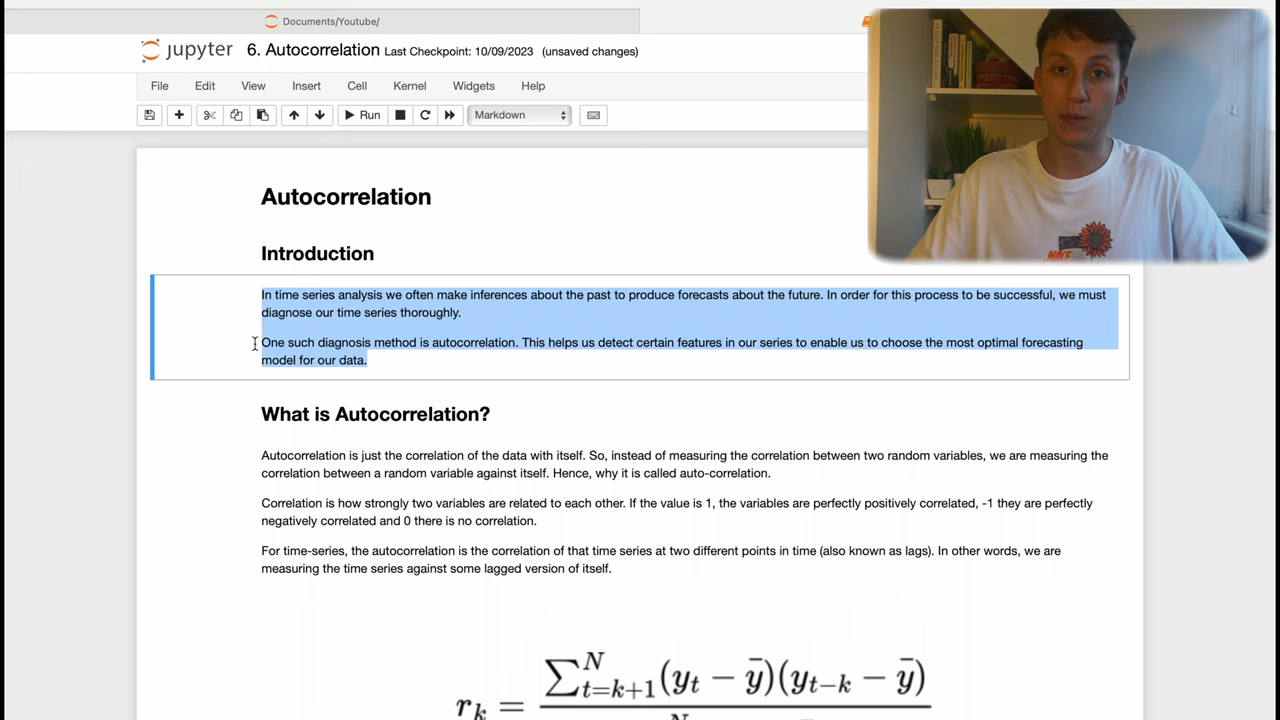 Documents/Youtube/
jupyter 6. Autocorrelation Last Checkpoint: 10/09/2023 (unsaved changes)
File Edit View Insert Cell Kernel Widgets Help
Run Markdown
Autocorrelation
Introduction
In time series analysis we often make inferences about the past to produce forecasts about the future. In order for this process to be successful, we must
diagnose our time series thoroughly.
One such diagnosis method is autocorrelation. This helps us detect certain features in our series to enable us to choose the most optimal forecasting
model for our data.
What is Autocorrelation?
Autocorrelation is just the correlation of the data with itself. So, instead of measuring the correlation between two random variables, we are measuring the
correlation between a random variable against itself. Hence, why it is called auto-correlation.
Correlation is how strongly two variables are related to each other. If the value is 1, the variables are perfectly positively correlated, -1 they are perfectly
negatively correlated and 0 there is no correlation.
For time-series, the autocorrelation is the correlation of that time series at two different points in time (also known as lags). In other words, we are
measuring the time series against some lagged version of itself.
∑_{t=k+1}^{N}(y_t − ȳ)(y_{t−k} − ȳ)
r_k =